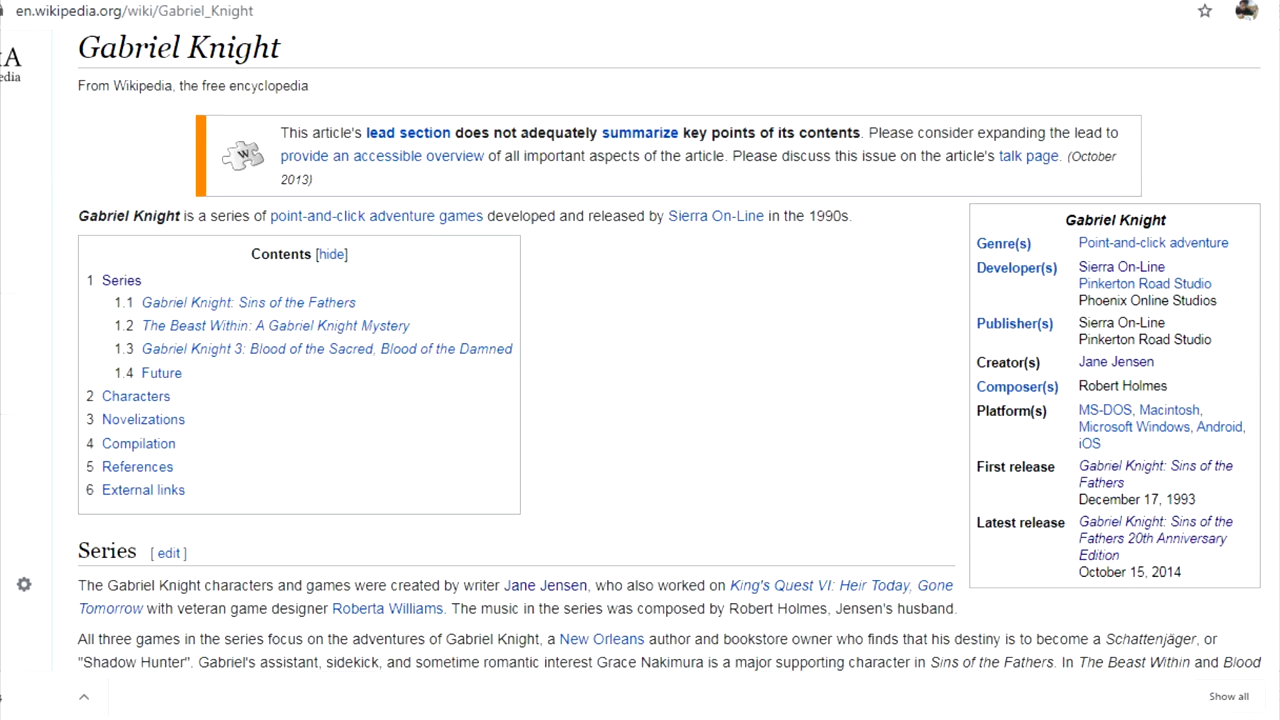 en.wikipedia.org/wiki/Gabriel_Knight
Gabriel Knight
From Wikipedia, the free encyclopedia
This article's lead section does not adequately summarize key points of its contents. Please consider expanding the lead to
provide an accessible overview of all important aspects of the article. Please discuss this issue on the article's talk page. (October
2013)
Gabriel Knight is a series of point-and-click adventure games developed and released by Sierra On-Line in the 1990s.
Contents [hide]
1 Series
1.1 Gabriel Knight: Sins of the Fathers
1.2 The Beast Within: A Gabriel Knight Mystery
1.3 Gabriel Knight 3: Blood of the Sacred, Blood of the Damned
1.4 Future
2 Characters
3 Novelizations
4 Compilation
5 References
6 External links
Gabriel Knight
Genre(s) Point-and-click adventure
Developer(s) Sierra On-Line
Pinkerton Road Studio
Phoenix Online Studios
Publisher(s) Sierra On-Line
Pinkerton Road Studio
Creator(s) Jane Jensen
Composer(s) Robert Holmes
Platform(s) MS-DOS, Macintosh,
Microsoft Windows, Android,
iOS
First release Gabriel Knight: Sins of the
Fathers
December 17, 1993
Latest release Gabriel Knight: Sins of the
Fathers 20th Anniversary
Edition
October 15, 2014
Series [ edit ]
The Gabriel Knight characters and games were created by writer Jane Jensen, who also worked on King's Quest VI: Heir Today, Gone
Tomorrow with veteran game designer Roberta Williams. The music in the series was composed by Robert Holmes, Jensen's husband.
All three games in the series focus on the adventures of Gabriel Knight, a New Orleans author and bookstore owner who finds that his destiny is to become a Schattenjäger, or
"Shadow Hunter". Gabriel's assistant, sidekick, and sometime romantic interest Grace Nakimura is a major supporting character in Sins of the Fathers. In The Beast Within and Blood
Show all